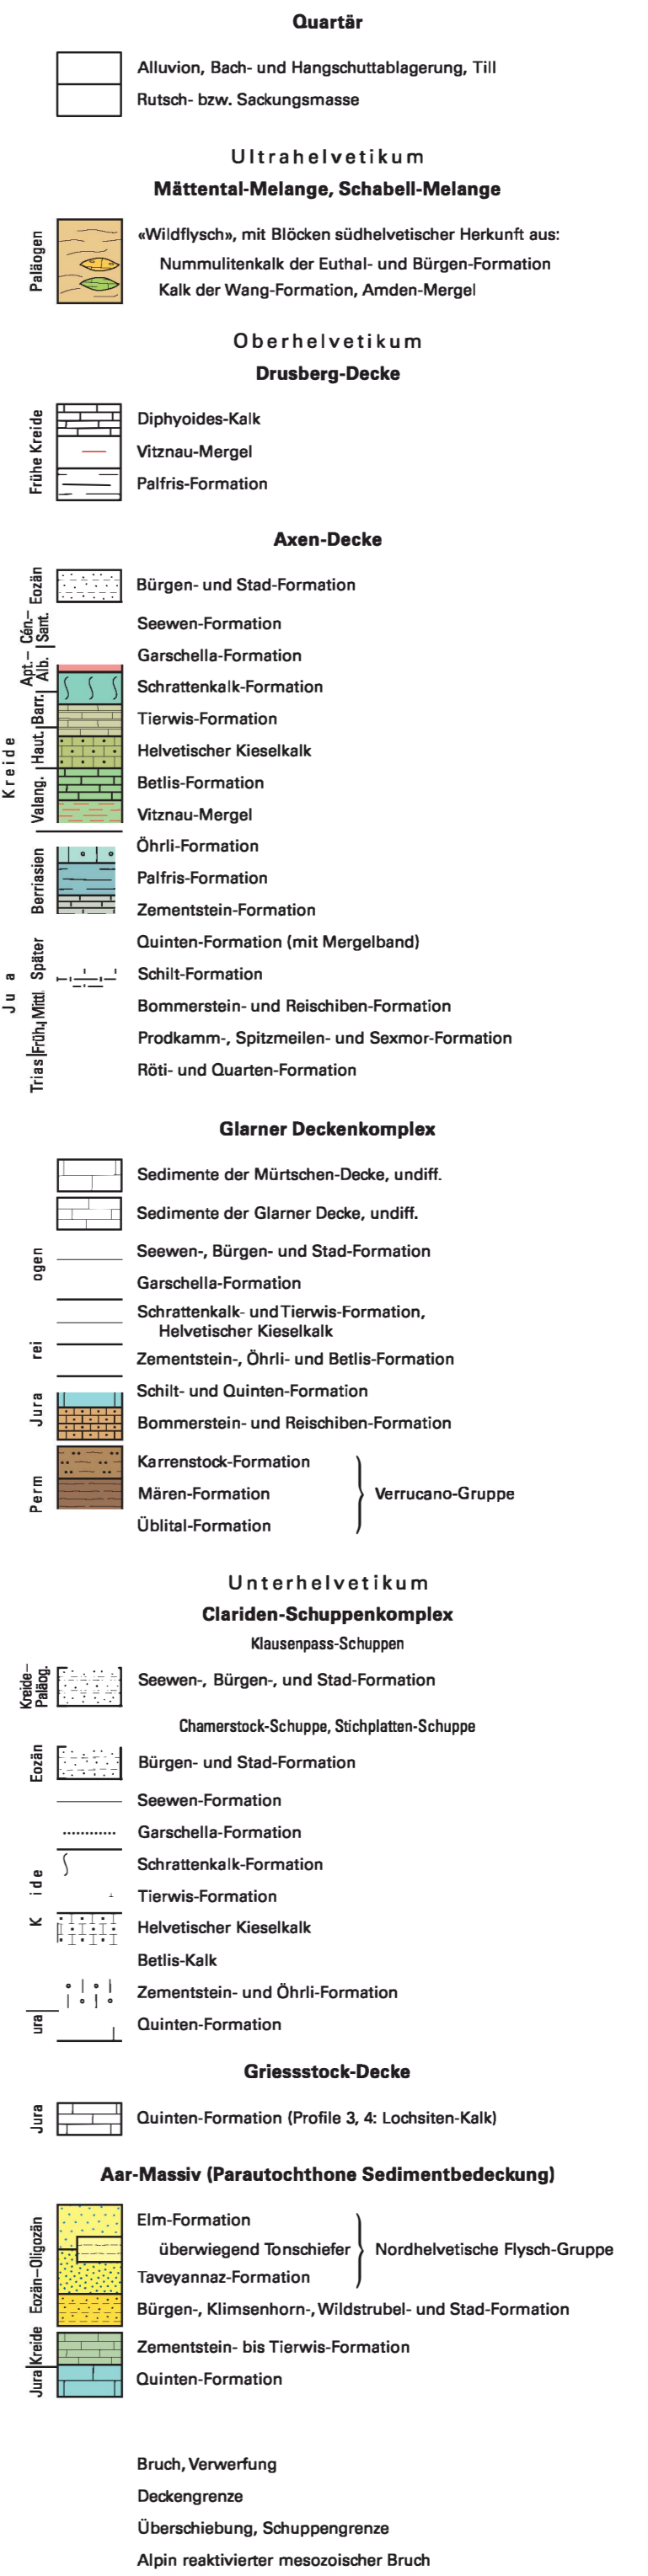 Quartär
Alluvion, Bach- und Hangschuttablagerung, Till
Rutsch- bzw. Sackungsmasse
Ultrahelvetikum
Mättental-Melange, Schabell-Melange
Paläogen
«Wildflysch», mit Blöcken südhelvetischer Herkunft aus:
Nummulitenkalk der Euthal- und Bürgen-Formation
Kalk der Wang-Formation, Amden-Mergel
Oberhelvetikum
Drusberg-Decke
Frühe Kreide
Diphyoides-Kalk
Vitznau-Mergel
Palfris-Formation
Axen-Decke
Eozän
Bürgen- und Stad-Formation
Cén.–Sant.
Seewen-Formation
Apt.–Alb.
Garschella-Formation
Schrattenkalk-Formation
Barr.
Tierwis-Formation
Kreide
Haut.
Helvetischer Kieselkalk
Valang.
Betlis-Formation
Vitznau-Mergel
Berriasien
Öhrli-Formation
Palfris-Formation
Zementstein-Formation
Ju a
Später
Quinten-Formation (mit Mergelband)
Schilt-Formation
Mittl.
Bommerstein- und Reischiben-Formation
Früh.
Prodkamm-, Spitzmeilen- und Sexmor-Formation
Trias
Röti- und Quarten-Formation
Glarner Deckenkomplex
Sedimente der Mürtschen-Decke, undiff.
Sedimente der Glarner Decke, undiff.
ogen
Seewen-, Bürgen- und Stad-Formation
Garschella-Formation
rei
Schrattenkalk- und Tierwis-Formation,
Helvetischer Kieselkalk
Zementstein-, Öhrli- und Betlis-Formation
Jura
Schilt- und Quinten-Formation
Bommerstein- und Reischiben-Formation
Perm
Karrenstock-Formation
Mären-Formation
Verrucano-Gruppe
Üblital-Formation
Unterhelvetikum
Clariden-Schuppenkomplex
Klausenpass-Schuppen
Kreide–Paläog.
Seewen-, Bürgen-, und Stad-Formation
Chamerstock-Schuppe, Stichplatten-Schuppe
Eozän
Bürgen- und Stad-Formation
Seewen-Formation
Garschella-Formation
K ide
Schrattenkalk-Formation
Tierwis-Formation
Helvetischer Kieselkalk
Betlis-Kalk
Zementstein- und Öhrli-Formation
ura
Quinten-Formation
Griessstock-Decke
Jura
Quinten-Formation (Profile 3, 4: Lochsiten-Kalk)
Aar-Massiv (Parautochthone Sedimentbedeckung)
Eozän–Oligozän
Elm-Formation
überwiegend Tonschiefer
Nordhelvetische Flysch-Gruppe
Taveyannaz-Formation
Bürgen-, Klimsenhorn-, Wildstrubel- und Stad-Formation
Kreide
Zementstein- bis Tierwis-Formation
Jura
Quinten-Formation
Bruch, Verwerfung
Deckengrenze
Überschiebung, Schuppengrenze
Alpin reaktivierter mesozoischer Bruch